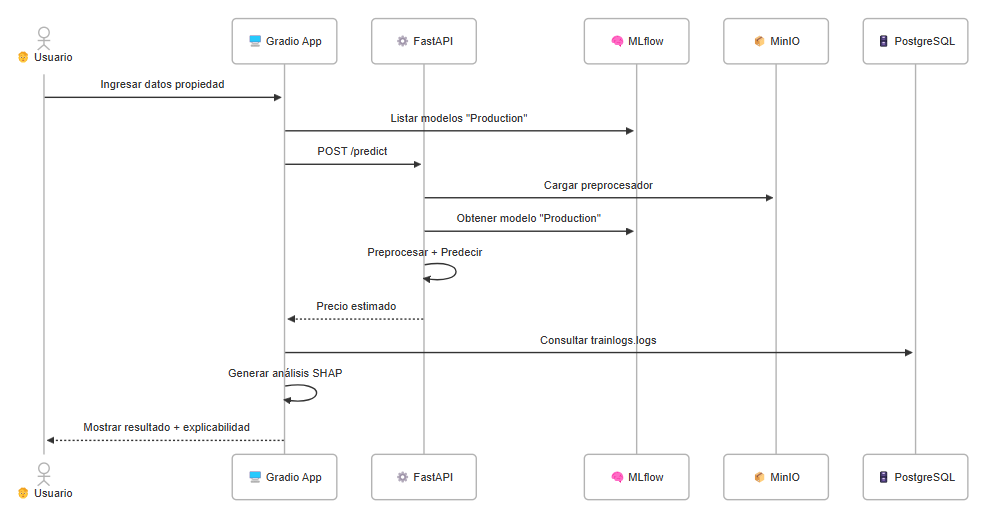 Usuario
Gradio App
FastAPI
MLflow
MinIO
PostgreSQL
Ingresar datos propiedad
Listar modelos "Production"
POST /predict
Cargar preprocesador
Obtener modelo "Production"
Preprocesar + Predecir
Precio estimado
Consultar trainlogs.logs
Generar análisis SHAP
Mostrar resultado + explicabilidad
Usuario
Gradio App
FastAPI
MLflow
MinIO
PostgreSQL